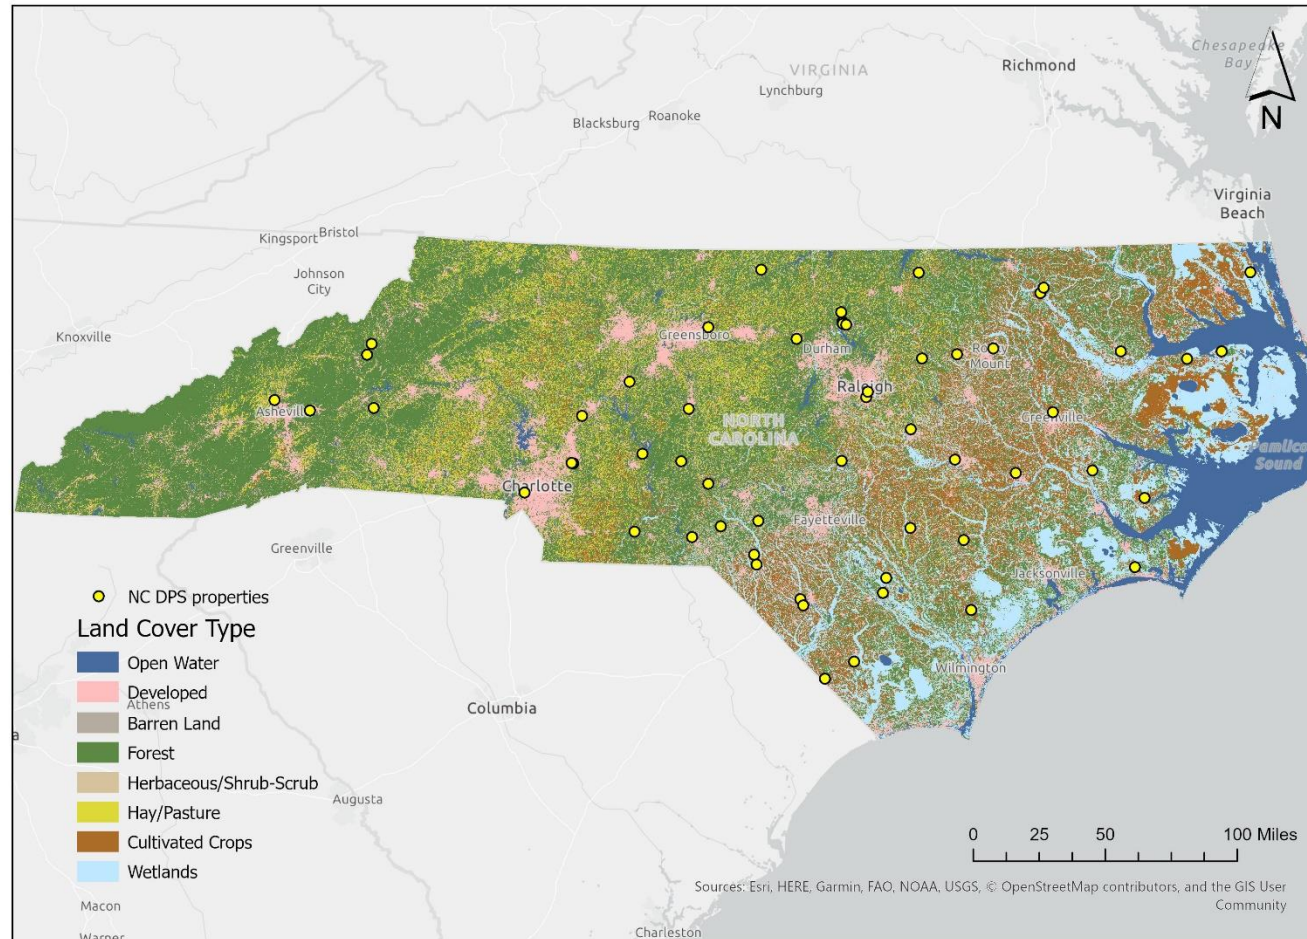 Chesapeake
Bay
Richmond
VIRGINIA
Lynchburg
Roanoke
Blacksburg
N
Virginia
Beach
Kingsport
Bristol
Johnson
City
Knoxville
Greensboro
Durham
Rocky
Mount
Raleigh
Asheville
NORTH
CAROLINA
Greenville
Pamlico
Sound
Charlotte
Fayetteville
Greenville
Jacksonville
NC DPS properties
Land Cover Type
Open Water
Developed
Athens
Barren Land
Forest
Herbaceous/Shrub-Scrub
Hay/Pasture
Cultivated Crops
Wetlands
a
Wilmington
Columbia
Augusta
0 25 50 100 Miles
Sources: Esri, HERE, Garmin, FAO, NOAA, USGS, © OpenStreetMap contributors, and the GIS User
Community
Macon
Warner
Charleston